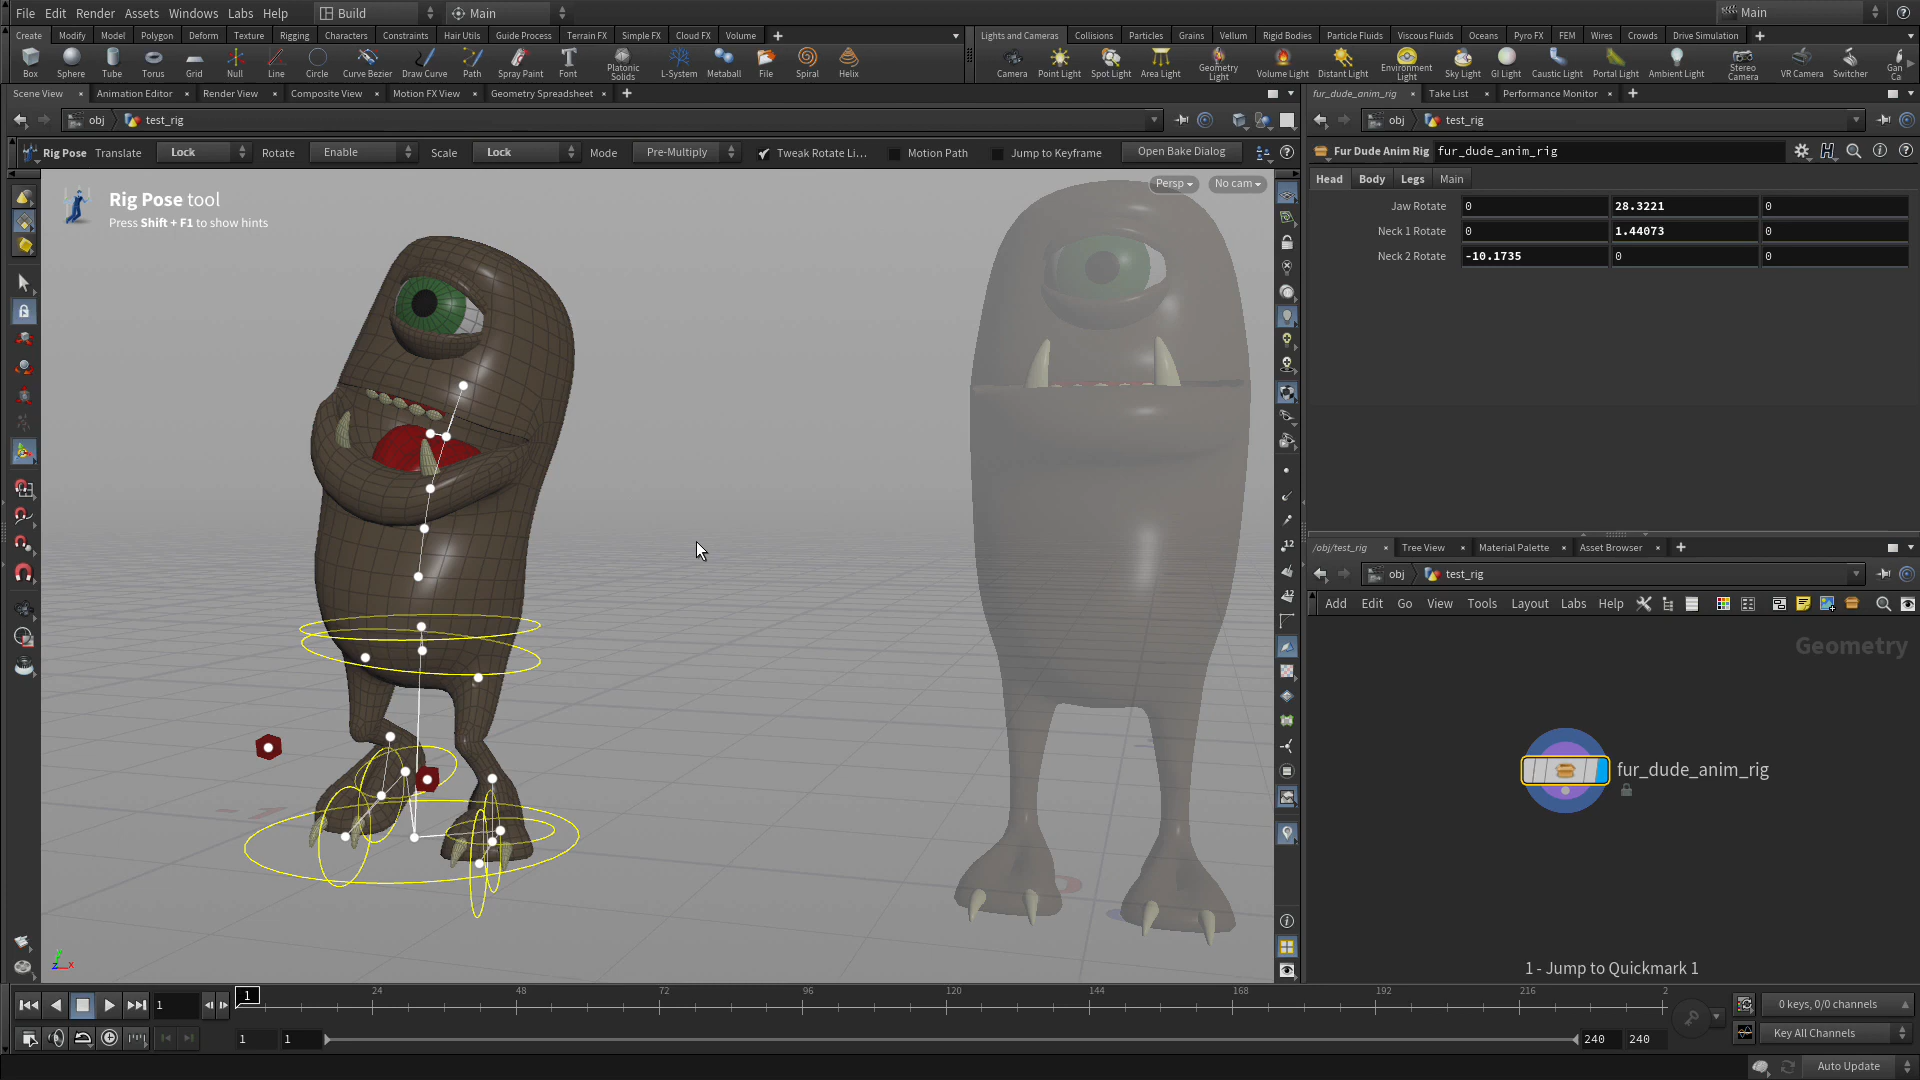 File Edit Render Assets Windows Labs Help Build Main Main
Create Modify Model Polygon Deform Texture Rigging Characters Constraints Hair Utils Guide Process Terrain FX Simple FX Cloud FX Volume
Lights and Cameras Collisions Particles Grains Vellum Rigid Bodies Particle Fluids Viscous Fluids Oceans Pyro FX FEM Wires Crowds Drive Simulation
Box Sphere Tube Torus Grid Null Line Circle Curve Bezier Draw Curve Path Spray Paint Font Platonic Solids L-System Metaball File Spiral Helix
Camera Point Light Spot Light Area Light Geometry Light Volume Light Distant Light Environment Light Sky Light GI Light Caustic Light Portal Light Ambient Light Stereo Camera VR Camera Switcher Gan Ca
Scene View Animation Editor Render View Composite View Motion FX View Geometry Spreadsheet
fur_dude_anim_rig Take List Performance Monitor
obj test_rig
obj test_rig
Rig Pose Translate Lock Rotate Enable Scale Lock Mode Pre-Multiply Tweak Rotate Li... Motion Path Jump to Keyframe Open Bake Dialog
Fur Dude Anim Rig fur_dude_anim_rig
Head Body Legs Main
Jaw Rotate 0 28.3221 0
Neck 1 Rotate 0 1.44073 0
Neck 2 Rotate -10.1735 0 0
Rig Pose tool
Press Shift + F1 to show hints
Persp No cam
12
12
z x
/obj/test_rig Tree View Material Palette Asset Browser
obj test_rig
Add Edit Go View Tools Layout Labs Help
Geometry
fur_dude_anim_rig
1 - Jump to Quickmark 1
1 1 24 48 72 96 120 144 168 192 216 2
0 keys, 0/0 channels
1 1 240 240
Key All Channels
Auto Update